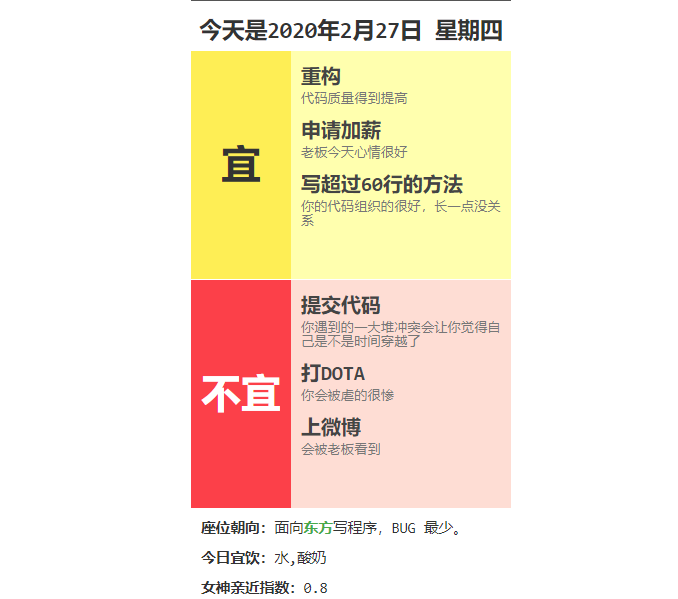 今天是2020年2月27日 星期四
宜
重构
代码质量得到提高
申请加薪
老板今天心情很好
写超过60行的方法
你的代码组织的很好，长一点没关
系
不宜
提交代码
你遇到的一大堆冲突会让你觉得自
己是不是时间穿越了
打DOTA
你会被虐的很惨
上微博
会被老板看到
座位朝向：面向东方写程序，BUG 最少。
今日宜饮：水,酸奶
女神亲近指数：0.8